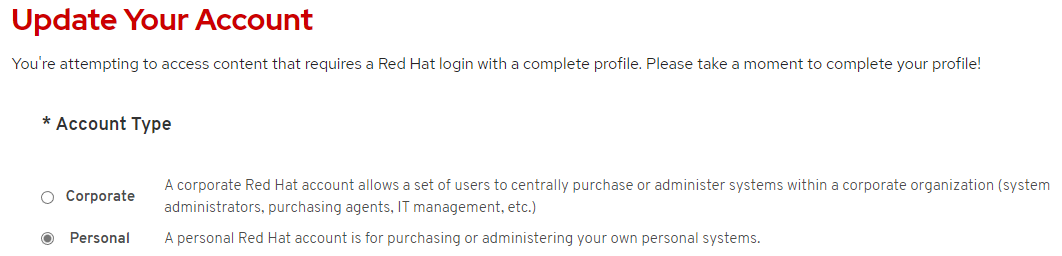 Update Your Account
You're attempting to access content that requires a Red Hat login with a complete profile. Please take a moment to complete your profile!
* Account Type
Corporate A corporate Red Hat account allows a set of users to centrally purchase or administer systems within a corporate organization (system
administrators, purchasing agents, IT management, etc.)
Personal A personal Red Hat account is for purchasing or administering your own personal systems.